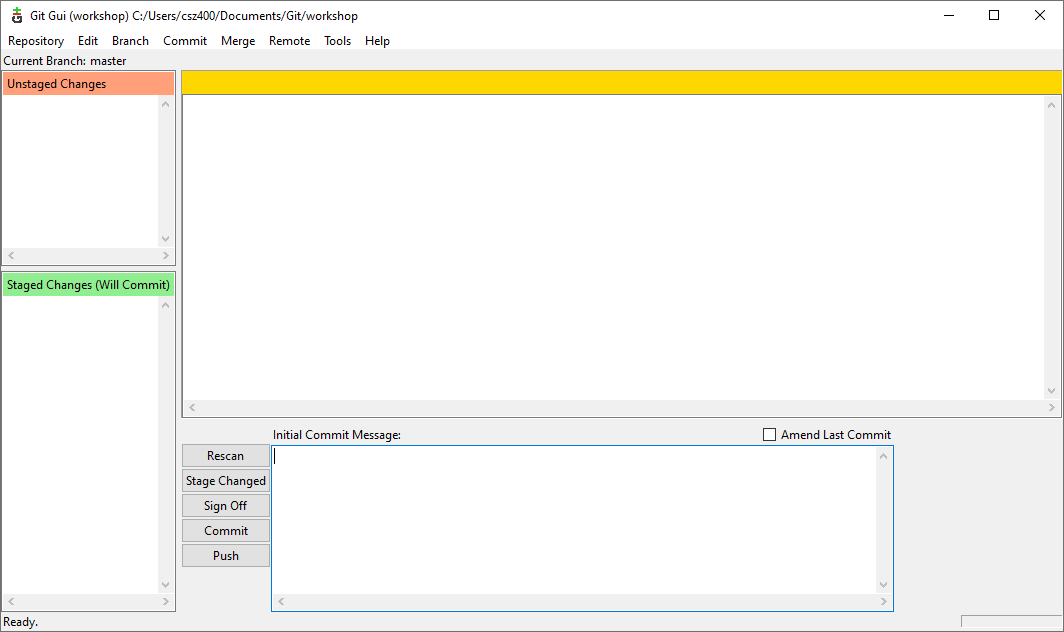 Git Gui (workshop) C:/Users/csz400/Documents/Git/workshop
Repository Edit Branch Commit Merge Remote Tools Help
Current Branch: master
Unstaged Changes
Staged Changes (Will Commit)
Initial Commit Message:
Amend Last Commit
Rescan
Stage Changed
Sign Off
Commit
Push
Ready.